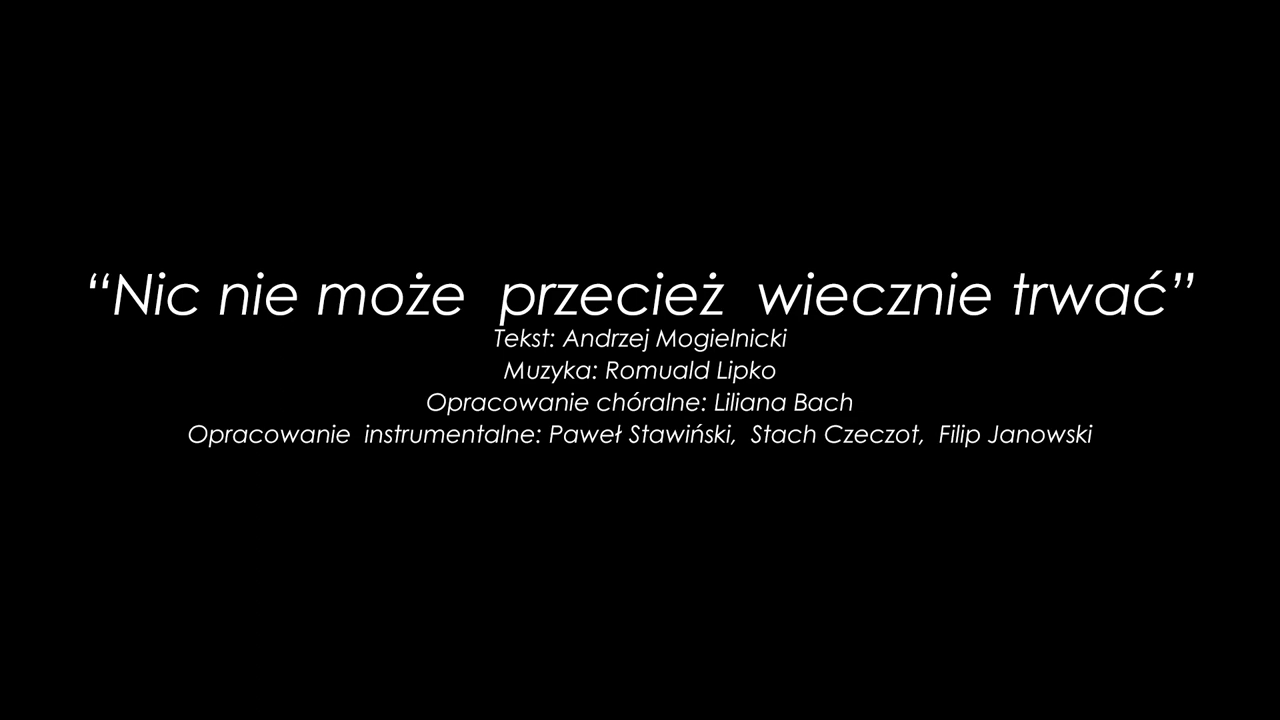 “Nic nie może przecież wiecznie trwać”
Tekst: Andrzej Mogielnicki
Muzyka: Romuald Lipko
Opracowanie chóralne: Liliana Bach
Opracowanie instrumentalne: Paweł Stawiński, Stach Czeczot, Filip Janowski